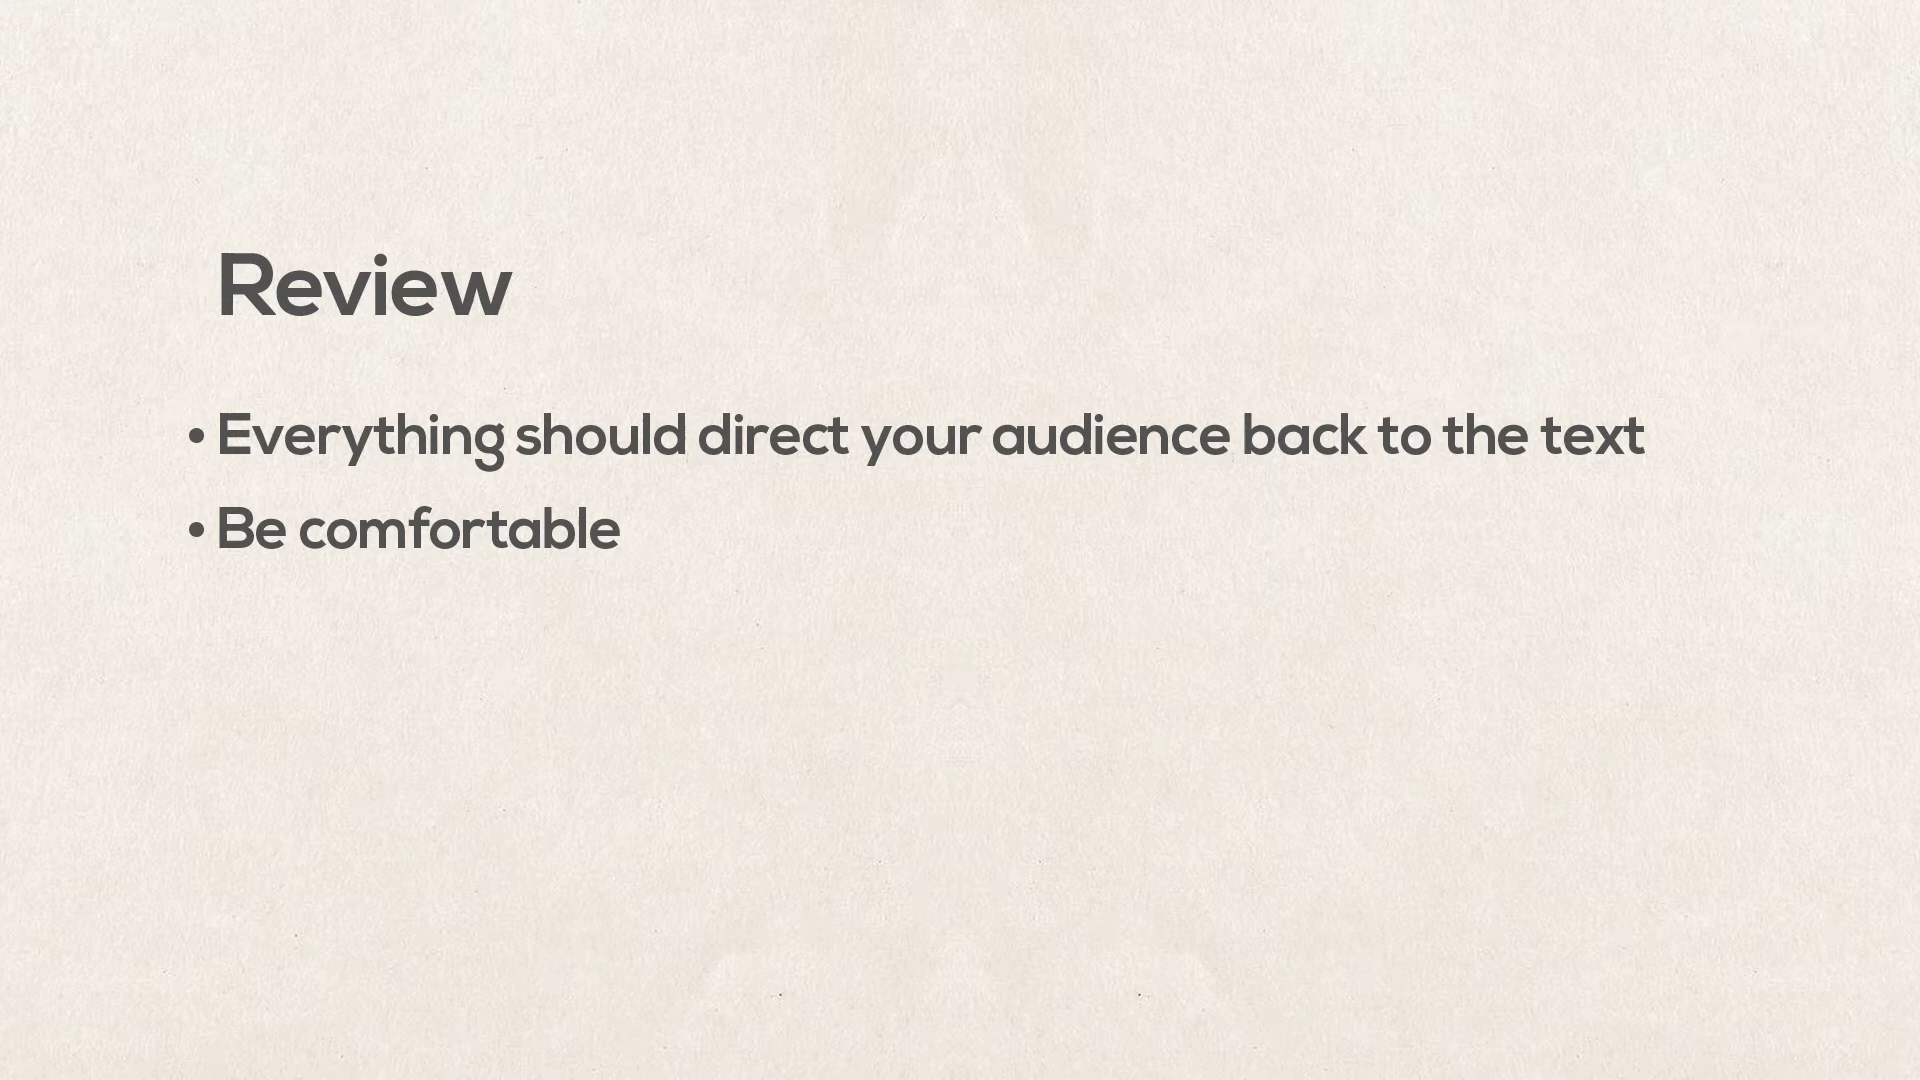 Review
• Everything should direct your audience back to the text
• Be comfortable